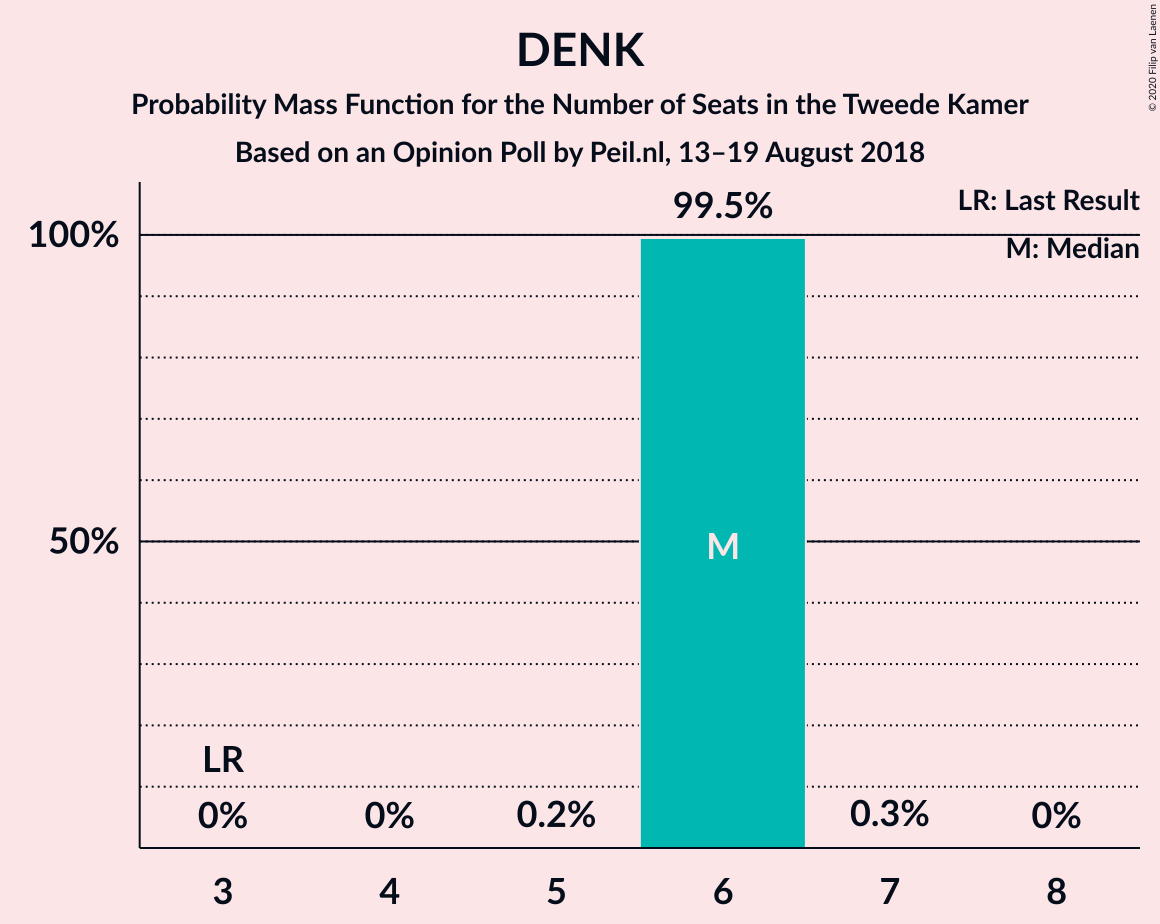 DENK
Probability Mass Function for the Number of Seats in the Tweede Kamer
Based on an Opinion Poll by Peil.nl, 13–19 August 2018
© 2020 Filip van Laenen
LR: Last Result
M: Median
99.5%
100%
50%
M
LR
0% 0% 0.2% 0.3% 0%
3 4 5 6 7 8